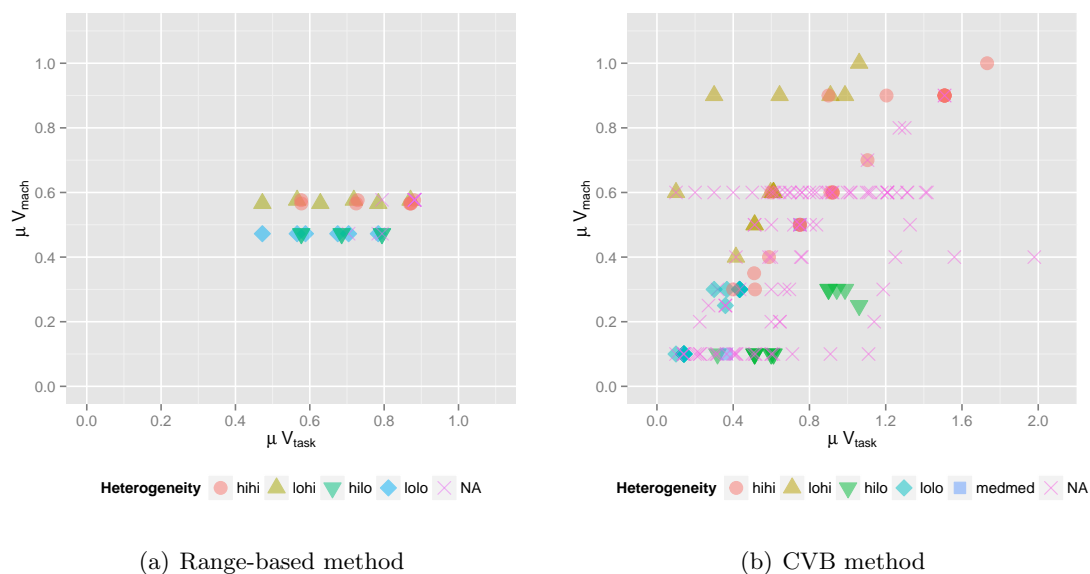 1.0
0.8
0.6
0.4
0.2
0.0
μ Vmach
0.0 0.2 0.4 0.6 0.8 1.0
μ Vtask
Heterogeneity hihi lohi hilo lolo NA
(a) Range-based method
1.0
0.8
0.6
0.4
0.2
0.0
μ Vmach
0.0 0.4 0.8 1.2 1.6 2.0
μ Vtask
Heterogeneity hihi lohi hilo lolo medmed NA
(b) CVB method